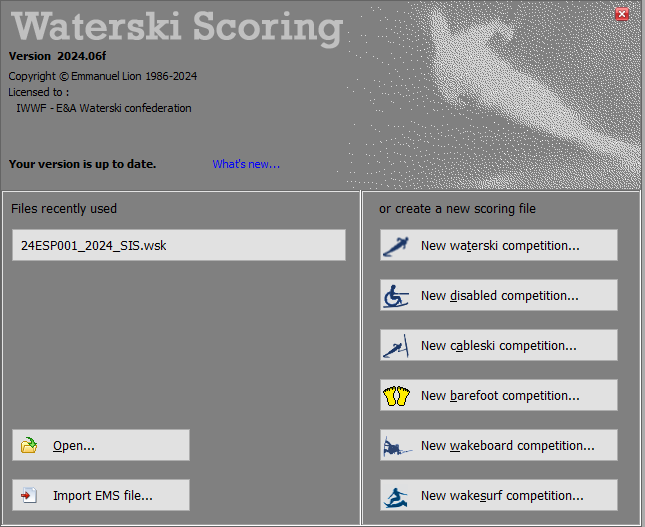 Waterski Scoring
Version 2024.06f
Copyright © Emmanuel Lion 1986-2024
Licensed to :
IWWF - E&A Waterski confederation
Your version is up to date.
What's new...
Files recently used
24ESP001_2024_SIS.wsk
Open...
Import EMS file...
or create a new scoring file
New waterski competition...
New disabled competition...
New cableski competition...
New barefoot competition...
New wakeboard competition...
New wakesurf competition...